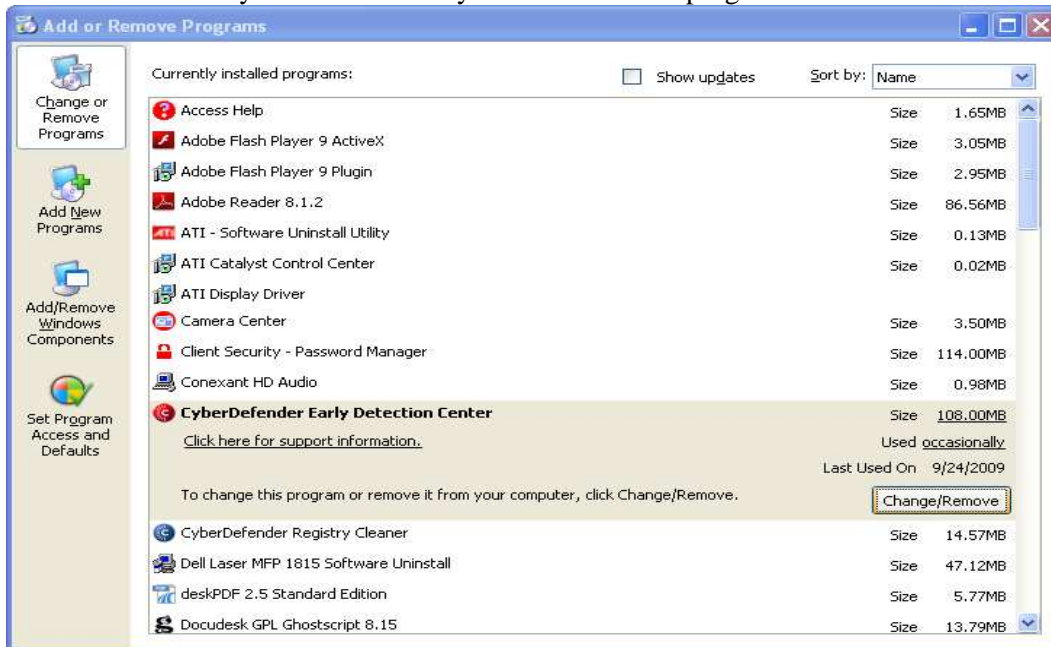 Add or Remove Programs
Change or
Remove
Programs
Add New
Programs
Add/Remove
Windows
Components
Set Program
Access and
Defaults
Currently installed programs:
Show updates
Sort by: Name
Access Help Size 1.65MB
Adobe Flash Player 9 ActiveX Size 3.05MB
Adobe Flash Player 9 Plugin Size 2.95MB
Adobe Reader 8.1.2 Size 86.56MB
ATI - Software Uninstall Utility Size 0.13MB
ATI Catalyst Control Center Size 0.02MB
ATI Display Driver
Camera Center Size 3.50MB
Client Security - Password Manager Size 114.00MB
Conexant HD Audio Size 0.98MB
CyberDefender Early Detection Center Size 108.00MB
Click here for support information. Used occasionally
Last Used On 9/24/2009
To change this program or remove it from your computer, click Change/Remove. Change/Remove
CyberDefender Registry Cleaner Size 14.57MB
Dell Laser MFP 1815 Software Uninstall Size 47.12MB
deskPDF 2.5 Standard Edition Size 5.77MB
Docudesk GPL Ghostscript 8.15 Size 13.79MB